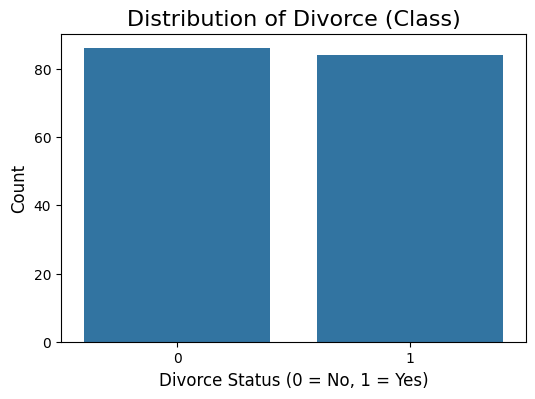 Distribution of Divorce (Class)
80
60
40
20
0
Count
0 1
Divorce Status (0 = No, 1 = Yes)